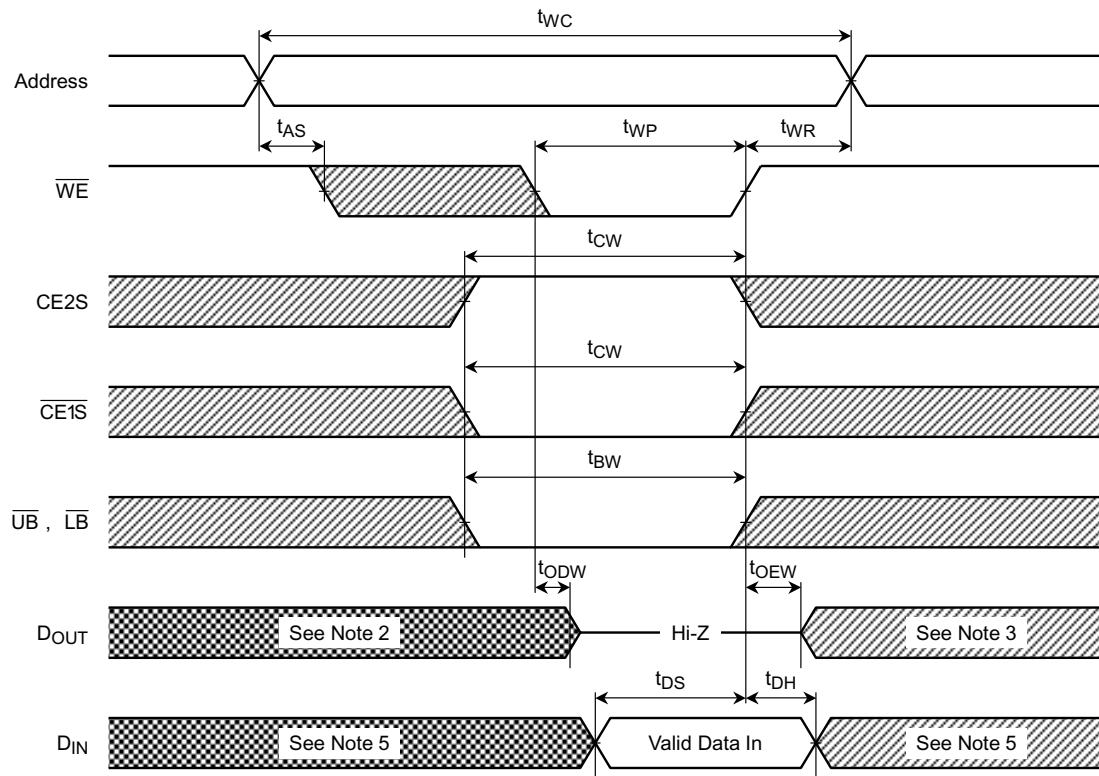 tWC
Address
tAS
tWP
tWR
WE
tCW
CE2S
tCW
CE1S
tBW
UB , LB
tODW
tOEW
DOUT
See Note 2
Hi-Z
See Note 3
tDS
tDH
DIN
See Note 5
Valid Data In
See Note 5